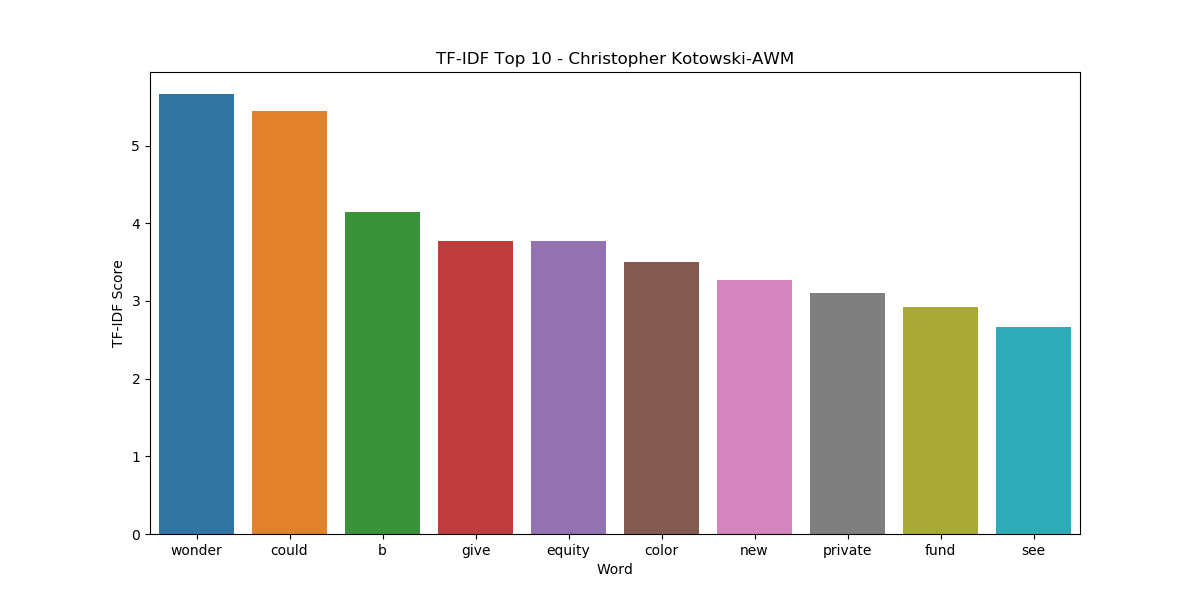 TF-IDF Top 10 - Christopher Kotowski-AWM
TF-IDF Score
5
4
3
2
1
0
wonder could b give equity color new private fund see
Word